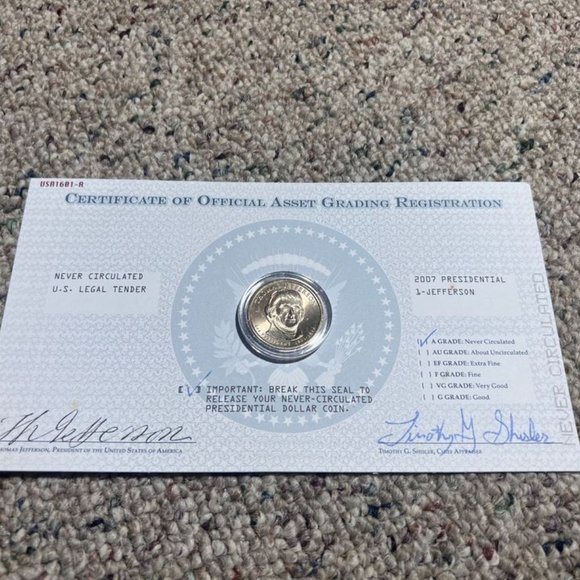 USA1601-A
CERTIFICATE OF OFFICIAL ASSET GRADING REGISTRATION
NEVER CIRCULATED
U.S. LEGAL TENDER
2007 PRESIDENTIAL
1-JEFFERSON
[✓] A GRADE: Never Circulated
[ ] AU GRADE: About Uncirculated
[ ] EF GRADE: Extra Fine
[ ] F GRADE: Fine
[ ] VG GRADE: Very Good
[ ] G GRADE: Good
NEVER CIRCULATED
[✓] IMPORTANT: BREAK THIS SEAL TO
RELEASE YOUR NEVER-CIRCULATED
PRESIDENTIAL DOLLAR COIN.
Th Jefferson
THOMAS JEFFERSON, PRESIDENT OF THE UNITED STATES OF AMERICA
Timothy G. Shisler
TIMOTHY G. SHISLER, CHIEF APPRAISER